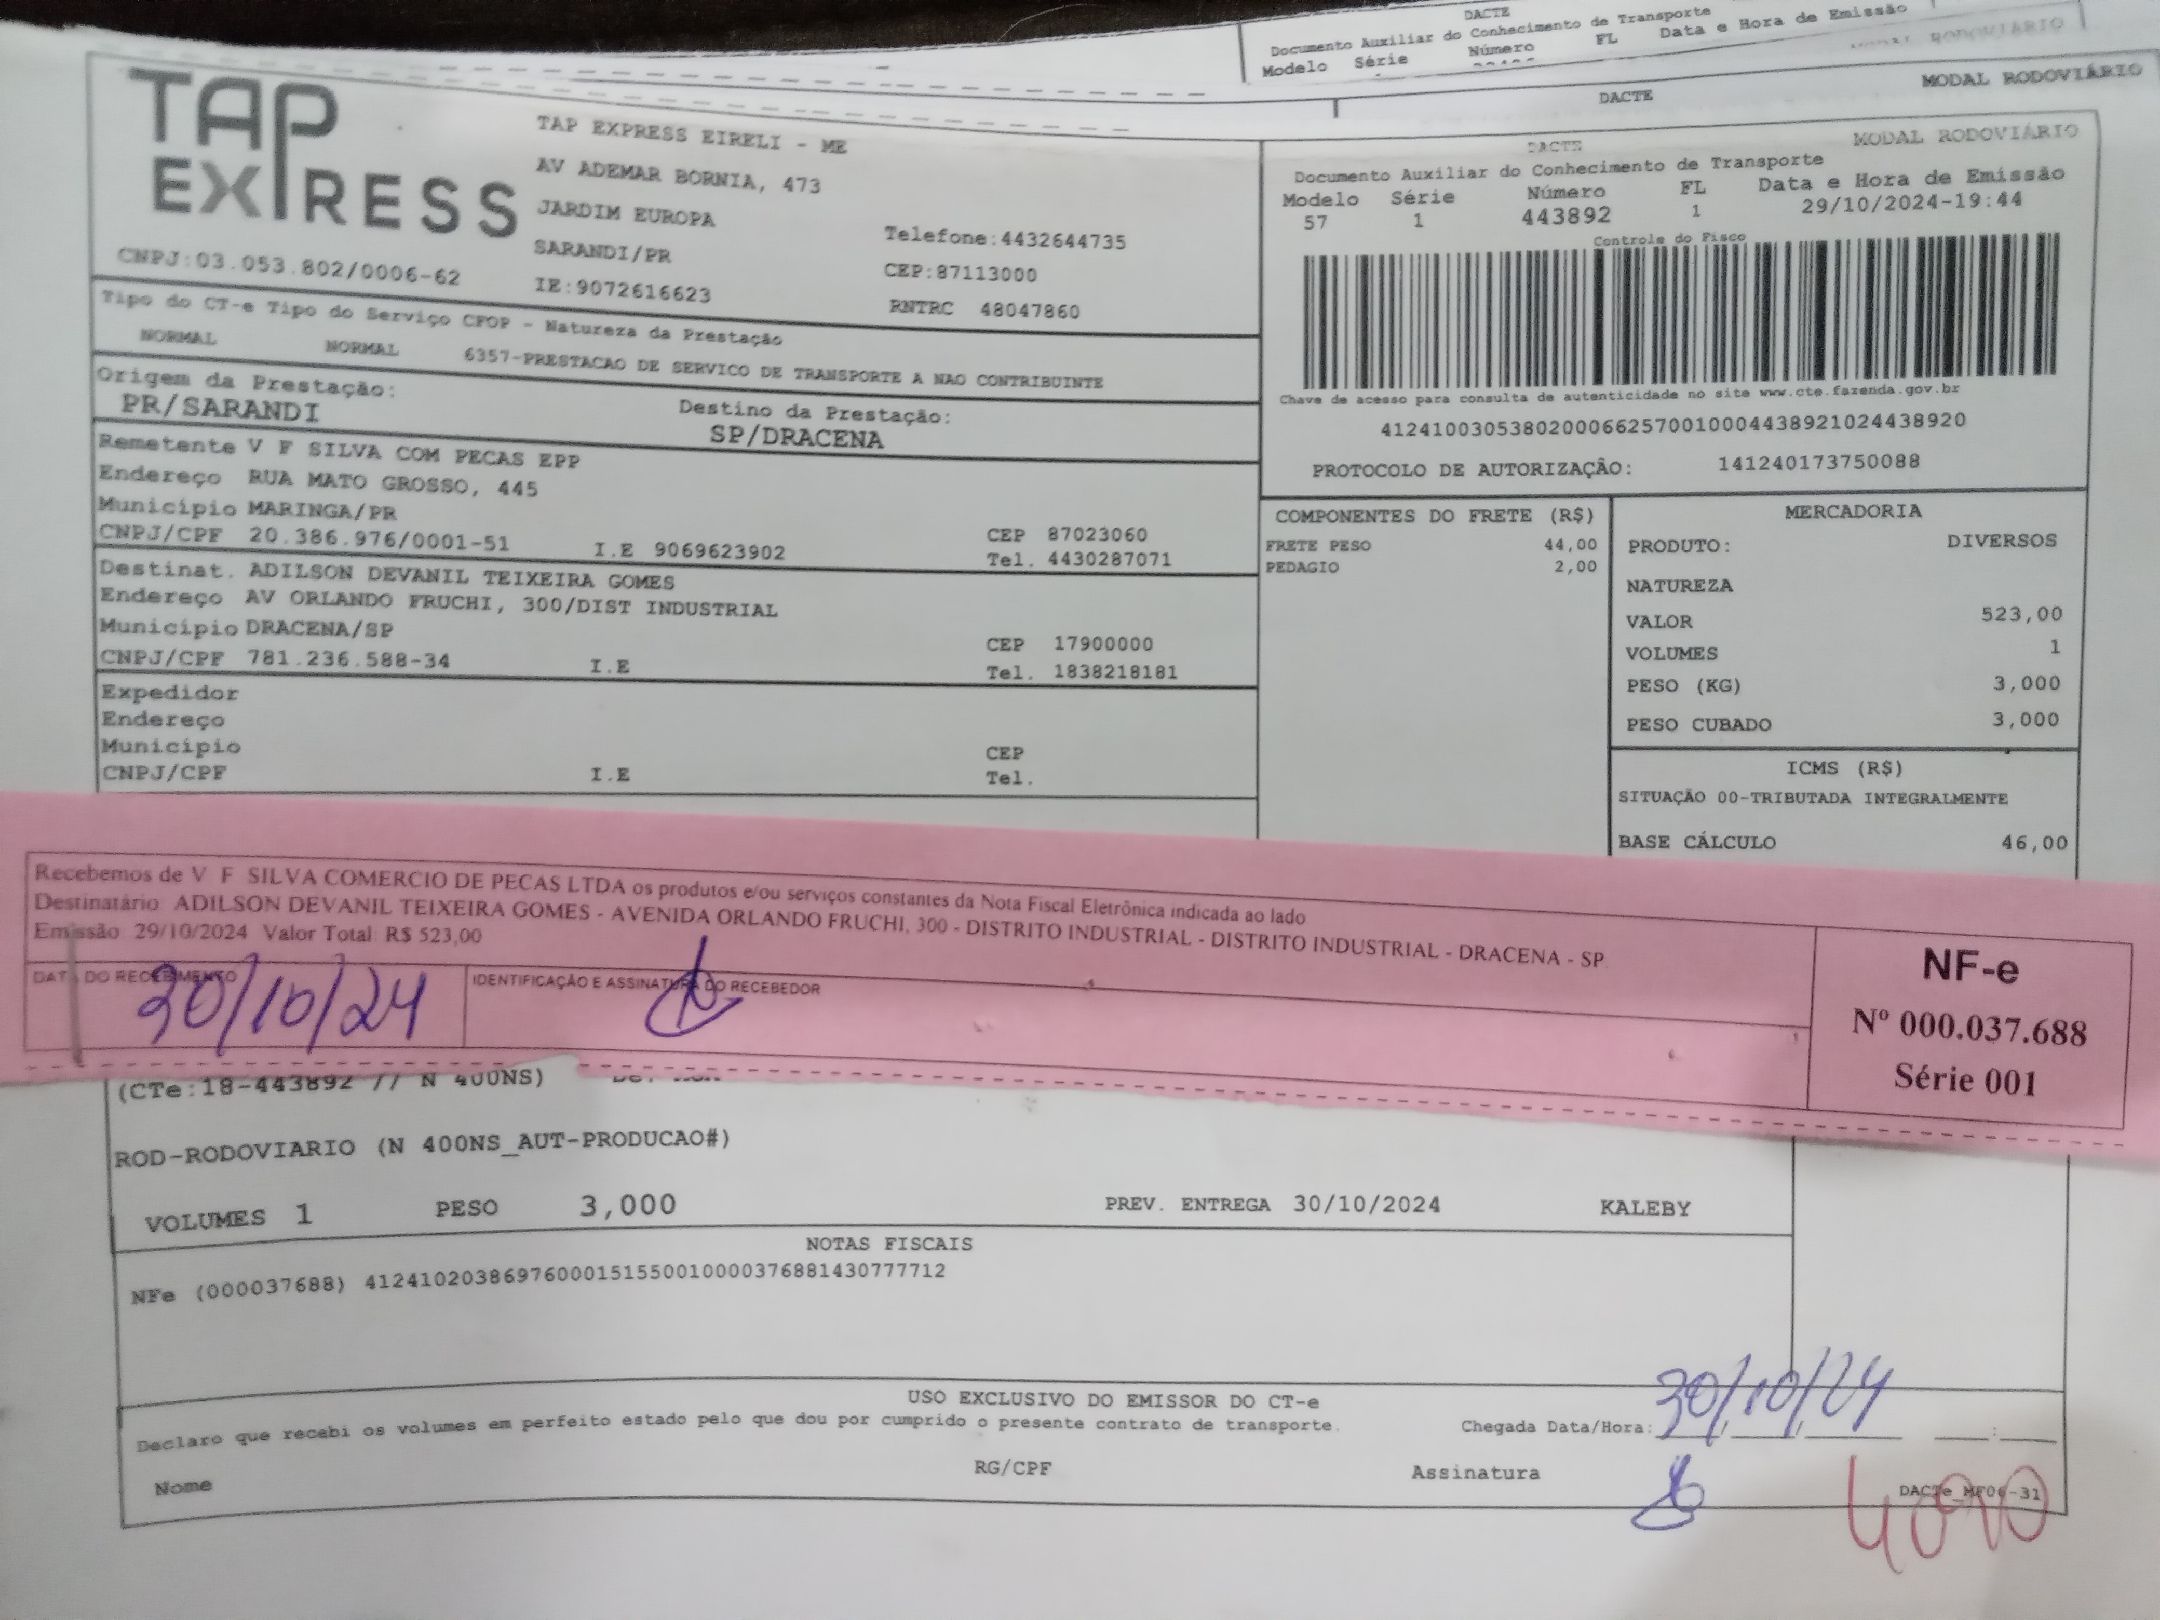 DACTE
Documento Auxiliar do Conhecimento de Transporte
Modelo Série Número FL Data e Hora de Emissão
MODAL RODOVIÁRIO
DACTE
MODAL RODOVIÁRIO
TAP EXPRESS
CNPJ:03.053.802/0006-62
TAP EXPRESS EIRELI - ME
AV ADEMAR BORNIA, 473
JARDIM EUROPA
SARANDI/PR
IE:9072616623
Telefone:4432644735
CEP:87113000
RNTRC 48047860
DACTE
MODAL RODOVIÁRIO
Documento Auxiliar do Conhecimento de Transporte
Modelo Série Número FL Data e Hora de Emissão
57 1 443892 1 29/10/2024-19:44
Controle do Fisco
Chave de acesso para consulta de autenticidade no site www.cte.fazenda.gov.br
41241003053802000662570010004438921024438920
PROTOCOLO DE AUTORIZAÇÃO: 141240173750088
Tipo do CT-e Tipo do Serviço CFOP - Natureza da Prestação
NORMAL NORMAL 6357-PRESTACAO DE SERVICO DE TRANSPORTE A NAO CONTRIBUINTE
Origem da Prestação: Destino da Prestação:
PR/SARANDI SP/DRACENA
Remetente V F SILVA COM PECAS EPP
Endereço RUA MATO GROSSO, 445
Município MARINGA/PR CEP 87023060
CNPJ/CPF 20.386.976/0001-51 I.E 9069623902 Tel. 4430287071
Destinat. ADILSON DEVANIL TEIXEIRA GOMES
Endereço AV ORLANDO FRUCHI, 300/DIST INDUSTRIAL
Município DRACENA/SP CEP 17900000
CNPJ/CPF 781.236.588-34 I.E Tel. 1838218181
Expedidor
Endereço
Município CEP
CNPJ/CPF I.E Tel.
COMPONENTES DO FRETE (R$)
FRETE PESO 44,00
PEDAGIO 2,00
MERCADORIA
PRODUTO: DIVERSOS
NATUREZA
VALOR 523,00
VOLUMES 1
PESO (KG) 3,000
PESO CUBADO 3,000
ICMS (R$)
SITUAÇÃO 00-TRIBUTADA INTEGRALMENTE
BASE CÁLCULO 46,00
Recebemos de V F SILVA COMERCIO DE PECAS LTDA os produtos e/ou serviços constantes da Nota Fiscal Eletrônica indicada ao lado
Destinatário ADILSON DEVANIL TEIXEIRA GOMES - AVENIDA ORLANDO FRUCHI, 300 - DISTRITO INDUSTRIAL - DISTRITO INDUSTRIAL - DRACENA - SP
Emissão 29/10/2024 Valor Total R$ 523,00
DATA DO RECEBIMENTO IDENTIFICAÇÃO E ASSINATURA DO RECEBEDOR
30/10/24
NF-e
Nº 000.037.688
Série 001
(CTe:18-443892 // N 400NS)
ROD-RODOVIARIO (N 400NS_AUT-PRODUCAO#)
VOLUMES 1 PESO 3,000 PREV. ENTREGA 30/10/2024 KALEBY
NOTAS FISCAIS
NFe (000037688) 41241020386976000151550010000376881430777712
USO EXCLUSIVO DO EMISSOR DO CT-e
Declaro que recebi os volumes em perfeito estado pelo que dou por cumprido o presente contrato de transporte. Chegada Data/Hora: 30/10/24
Nome RG/CPF Assinatura